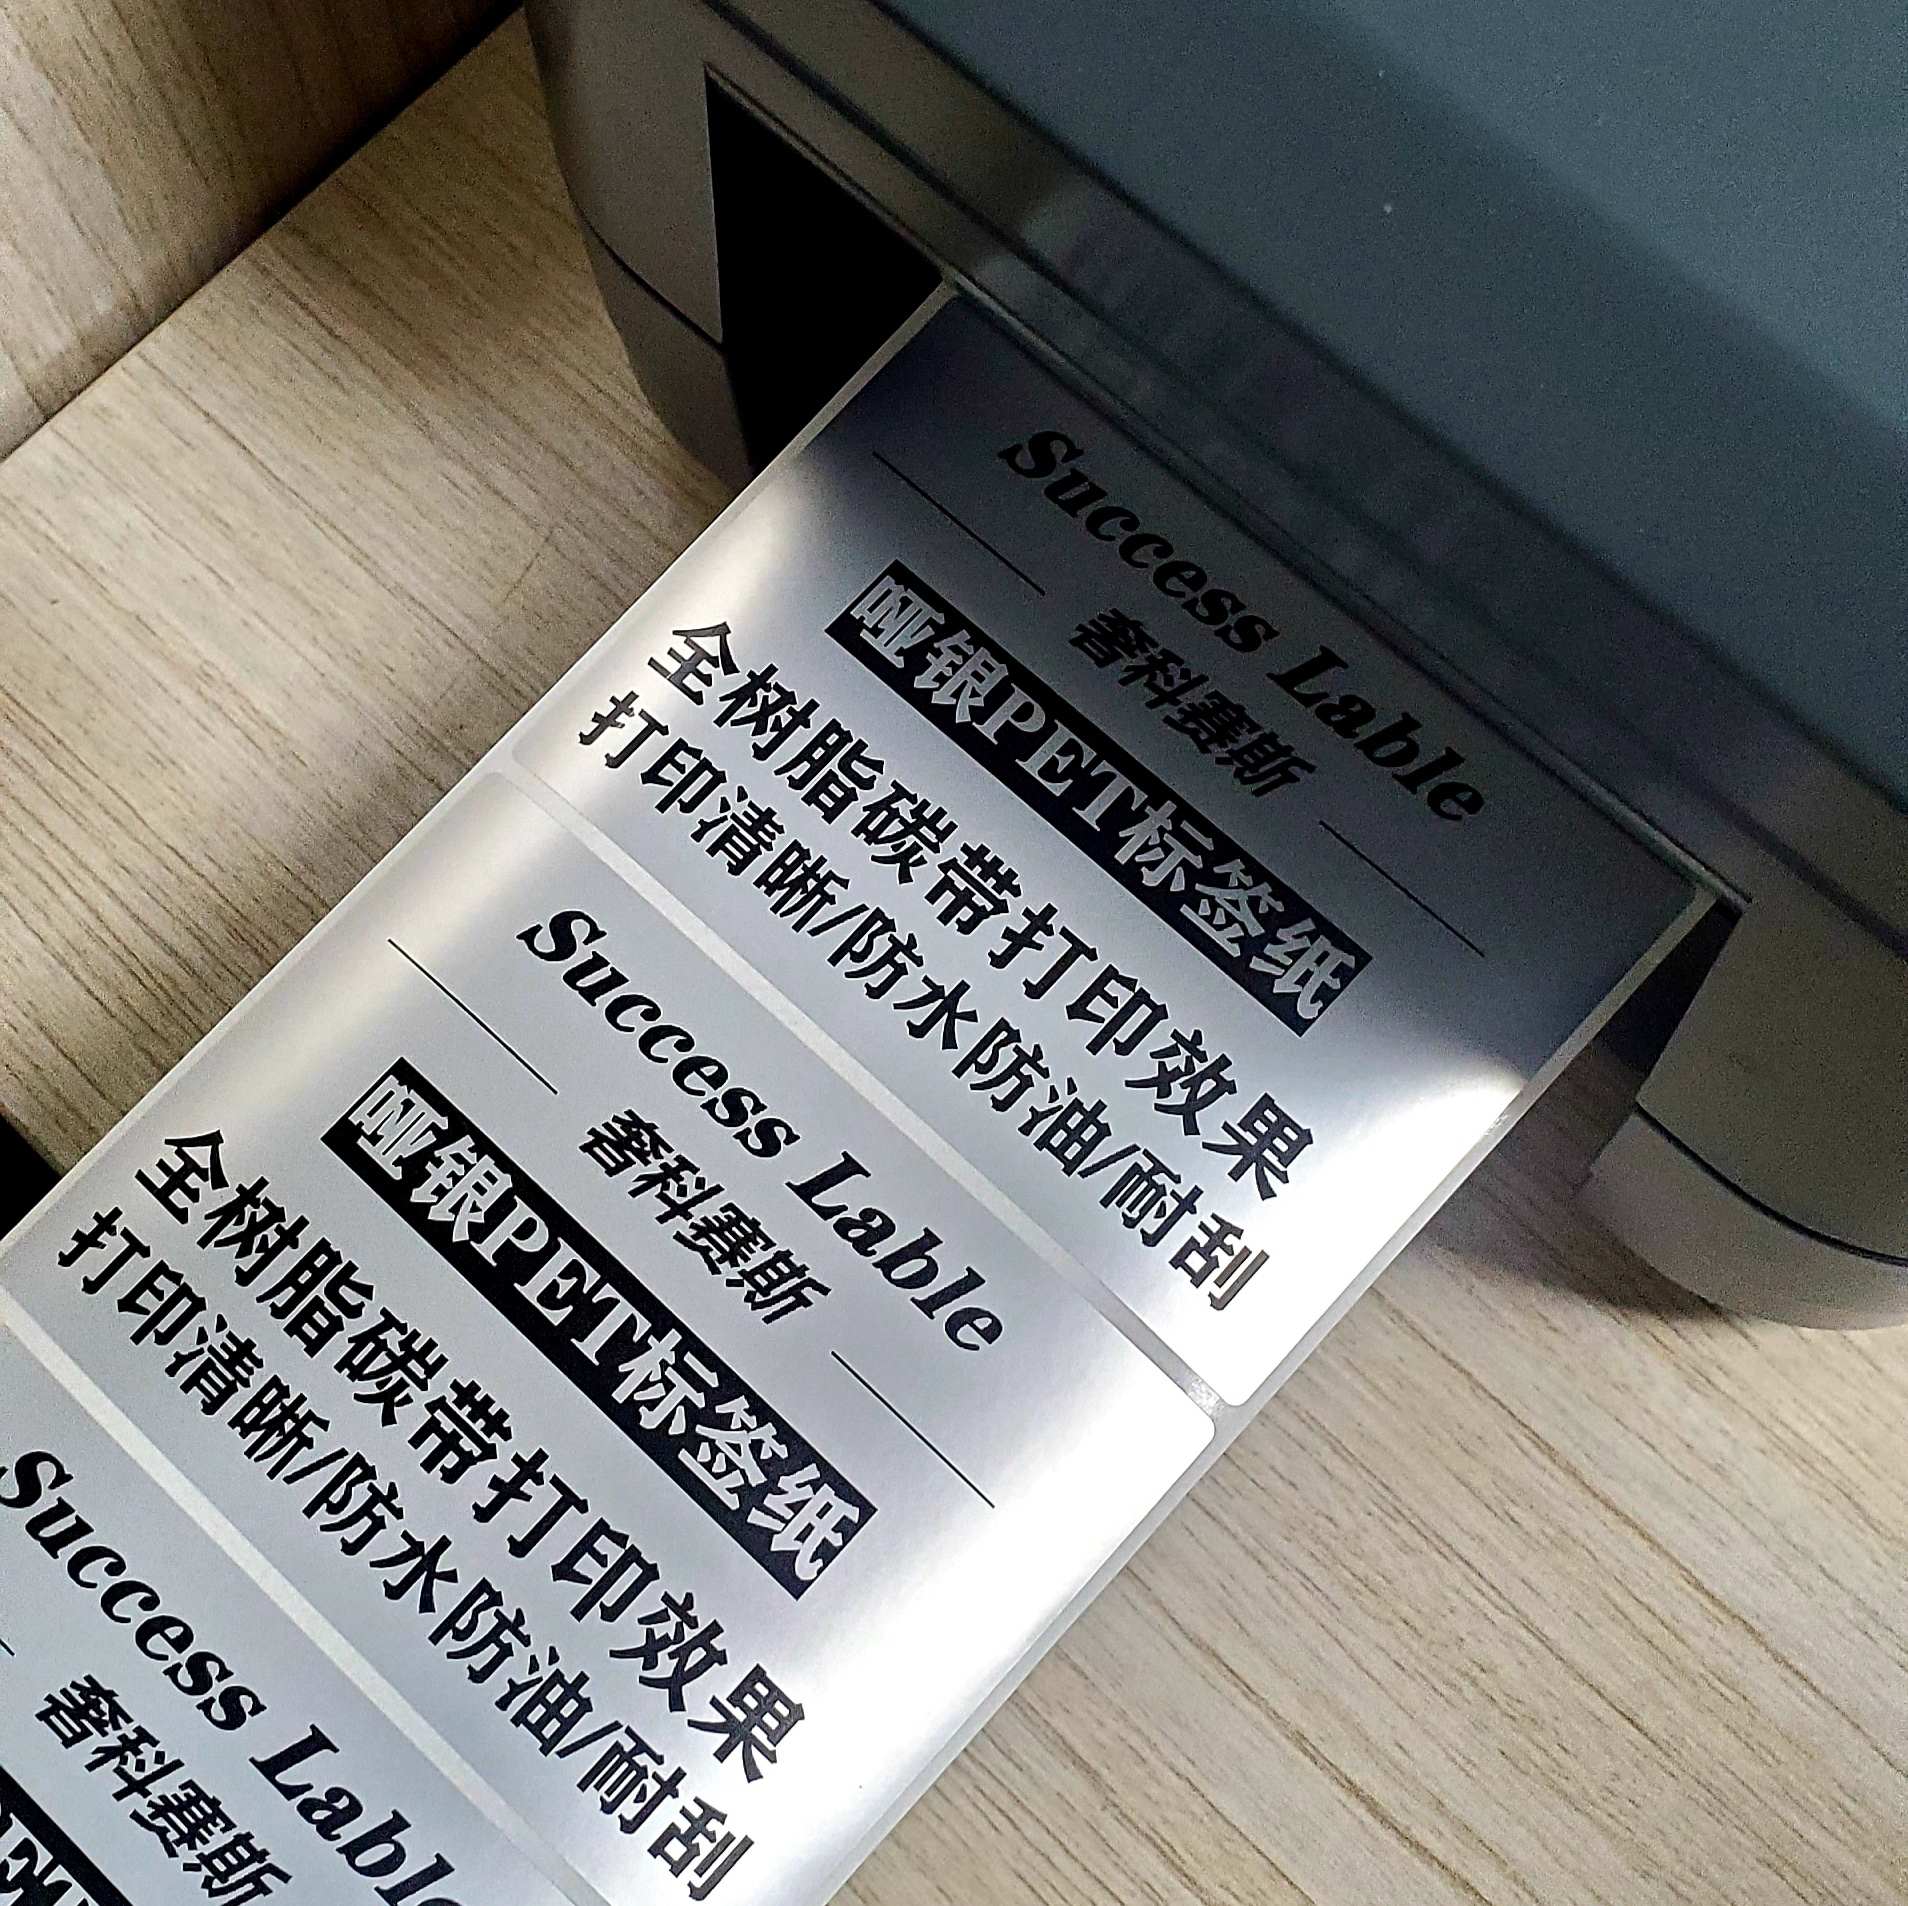 Success Lable
奢科赛斯
哑银PET标签纸
全树脂碳带打印效果
打印清晰/防水防油/耐刮
Success Lable
奢科赛斯
哑银PET标签纸
全树脂碳带打印效果
打印清晰/防水防油/耐刮
Success Lable
奢科赛斯